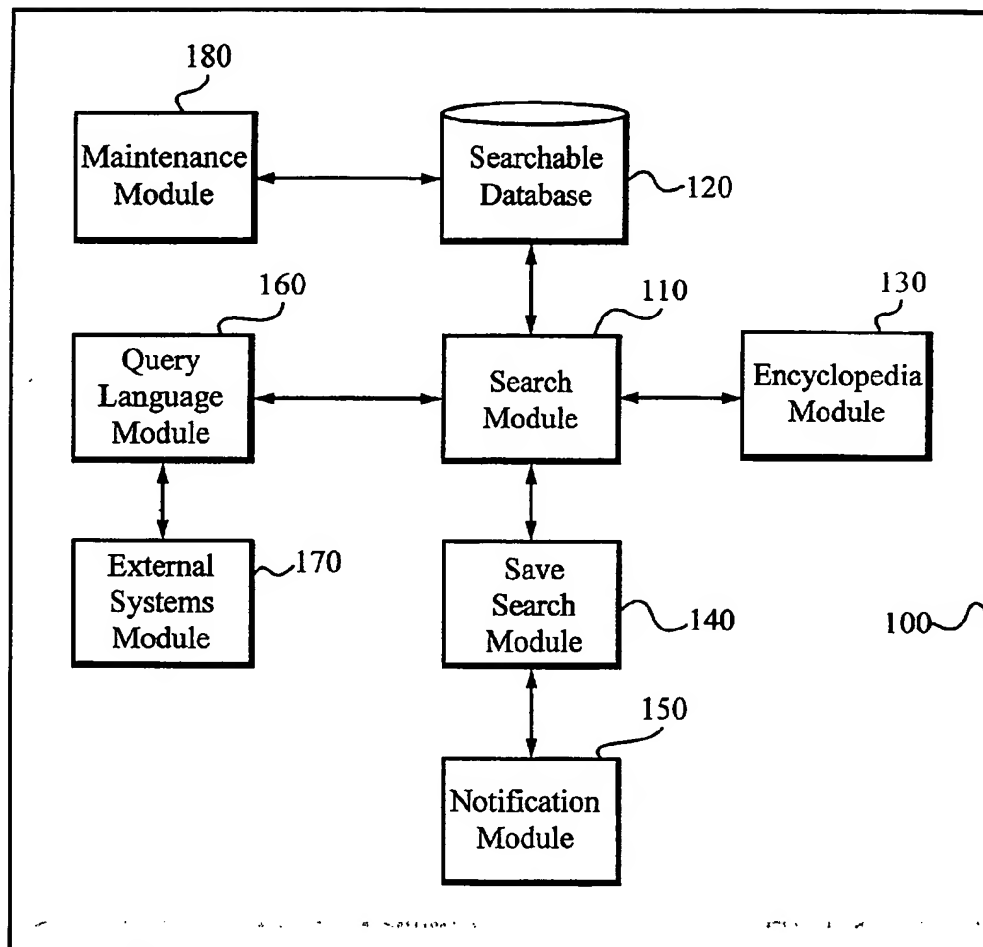 180
Maintenance
Module
Searchable
Database
120
160
110
130
Query
Language
Module
Search
Module
Encyclopedia
Module
External
Systems
Module
170
Save
Search
Module
140
100
150
Notification
Module